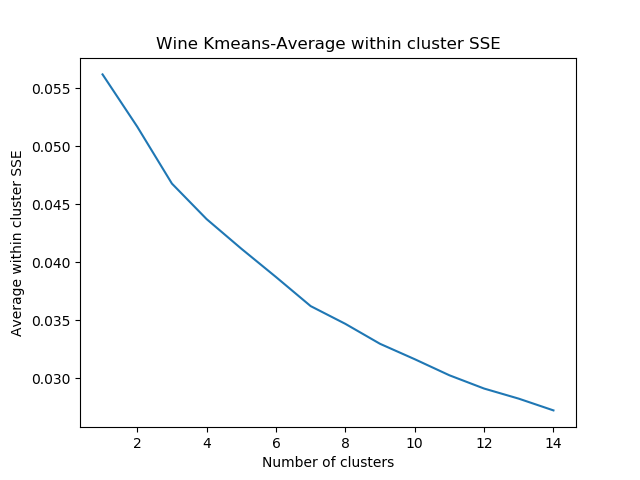 Wine Kmeans-Average within cluster SSE
0.055
0.050
0.045
0.040
0.035
0.030
Average within cluster SSE
2 4 6 8 10 12 14
Number of clusters